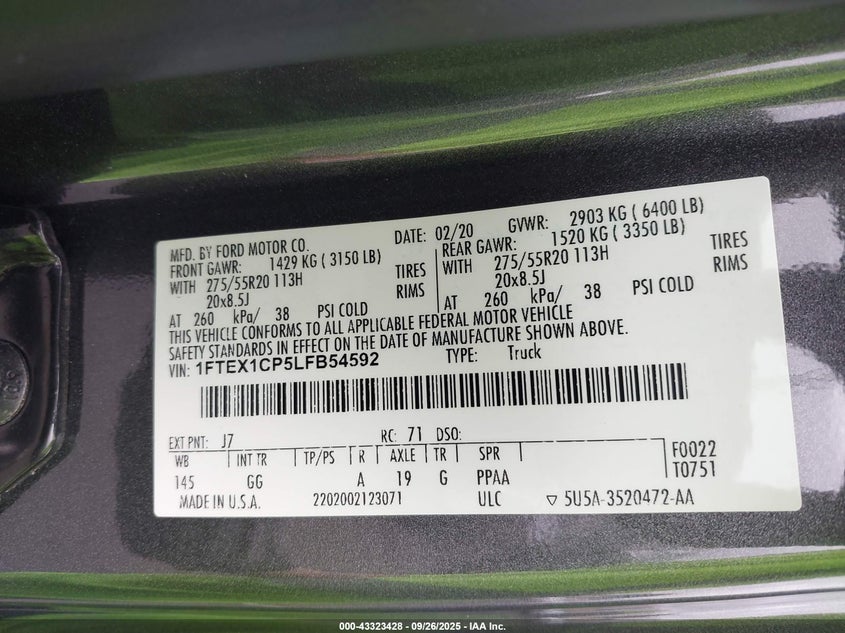 MFD. BY FORD MOTOR CO.
DATE: 02/20 GVWR: 2903 KG ( 6400 LB)
FRONT GAWR: 1429 KG ( 3150 LB)
WITH 275/55R20 113H TIRES
20x8.5J RIMS
AT 260 kPa/ 38 PSI COLD
REAR GAWR: 1520 KG ( 3350 LB)
WITH 275/55R20 113H TIRES
20x8.5J RIMS
AT 260 kPa/ 38 PSI COLD
THIS VEHICLE CONFORMS TO ALL APPLICABLE FEDERAL MOTOR VEHICLE
SAFETY STANDARDS IN EFFECT ON THE DATE OF MANUFACTURE SHOWN ABOVE.
VIN: 1FTEX1CP5LFB54592 TYPE: Truck
EXT PNT: J7 RC: 71 DSO:
WB INT TR TP/PS R AXLE TR SPR
145 GG A 19 G PPAA
F0022
T0751
MADE IN U.S.A. 2202002123071 ULC ▽ 5U5A-3520472-AA
000-43323428 - 09/26/2025 - IAA Inc.